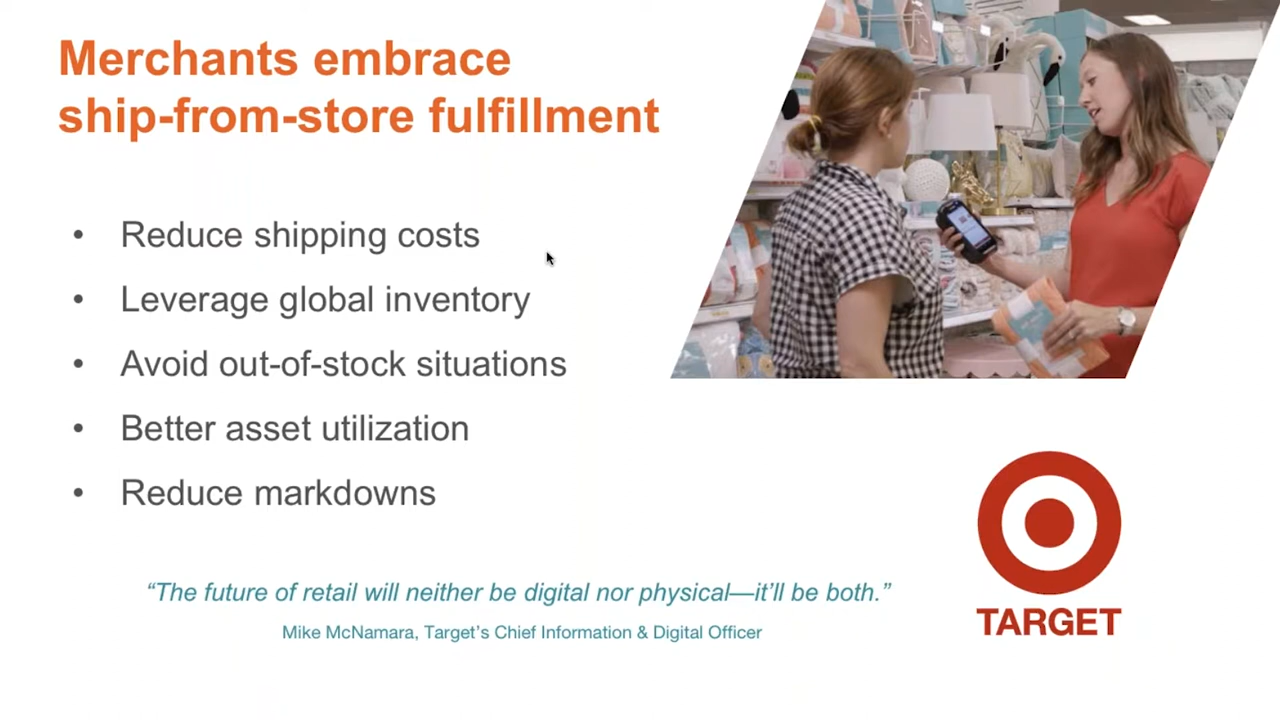 Merchants embrace
ship-from-store fulfillment
• Reduce shipping costs
• Leverage global inventory
• Avoid out-of-stock situations
• Better asset utilization
• Reduce markdowns
“The future of retail will neither be digital nor physical—it’ll be both.”
Mike McNamara, Target’s Chief Information & Digital Officer
TARGET